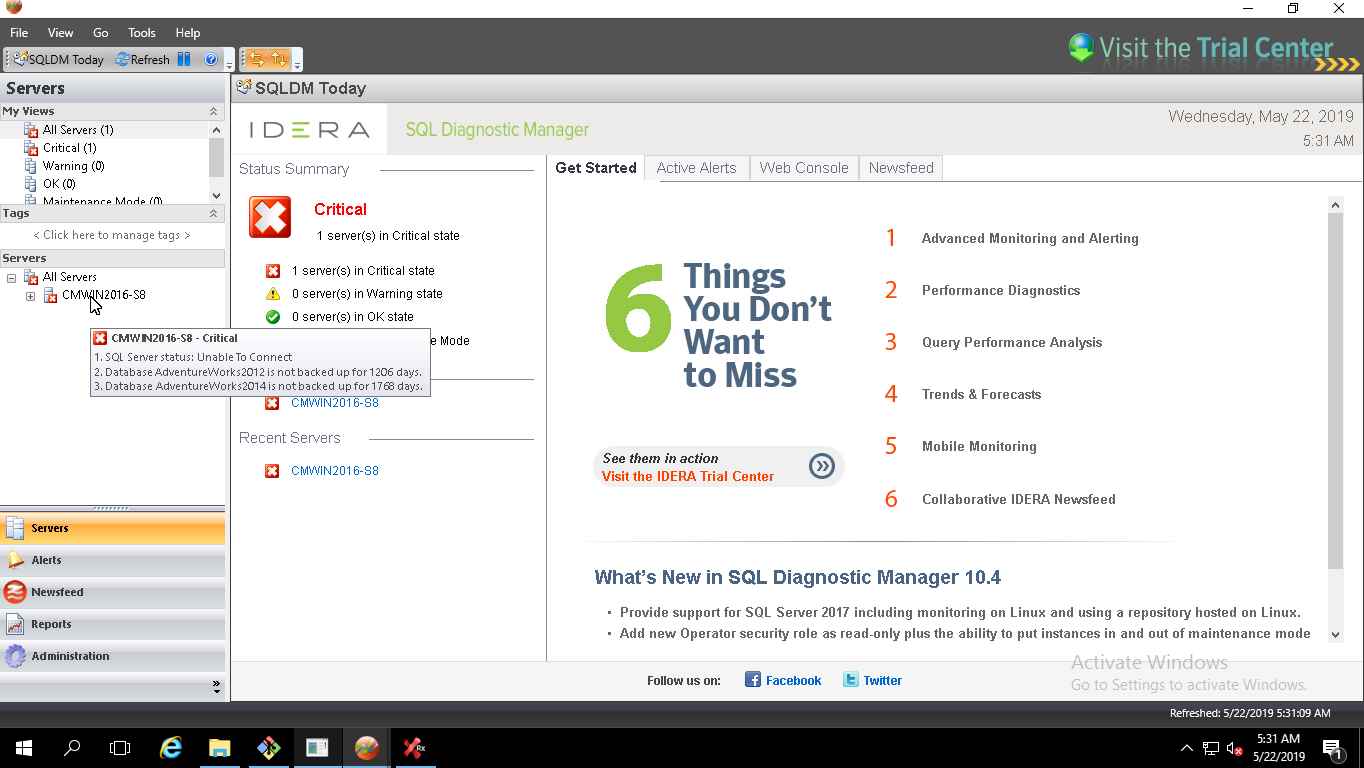 File View Go Tools Help
Visit the Trial Center
SQLDM Today Refresh
Servers
My Views
All Servers (1)
Critical (1)
Warning (0)
OK (0)
Maintenance Mode (0)
Tags
< Click here to manage tags >
Servers
All Servers
CMWIN2016-S8
CMWIN2016-S8 - Critical
1. SQL Server status: Unable To Connect
2. Database AdventureWorks2012 is not backed up for 1206 days.
3. Database AdventureWorks2014 is not backed up for 1768 days.
Servers
Alerts
Newsfeed
Reports
Administration
SQLDM Today
IDERA SQL Diagnostic Manager
Wednesday, May 22, 2019
5:31 AM
Status Summary
Critical
1 server(s) in Critical state
1 server(s) in Critical state
0 server(s) in Warning state
0 server(s) in OK state
e Mode
CMWIN2016-S8
Recent Servers
CMWIN2016-S8
Get Started Active Alerts Web Console Newsfeed
6 Things
You Don't
Want
to Miss
See them in action
Visit the IDERA Trial Center
1 Advanced Monitoring and Alerting
2 Performance Diagnostics
3 Query Performance Analysis
4 Trends & Forecasts
5 Mobile Monitoring
6 Collaborative IDERA Newsfeed
What's New in SQL Diagnostic Manager 10.4
• Provide support for SQL Server 2017 including monitoring on Linux and using a repository hosted on Linux.
• Add new Operator security role as read-only plus the ability to put instances in and out of maintenance mode
Activate Windows
Go to Settings to activate Windows.
Follow us on: Facebook Twitter
Refreshed: 5/22/2019 5:31:09 AM
Rx
5:31 AM
5/22/2019
1